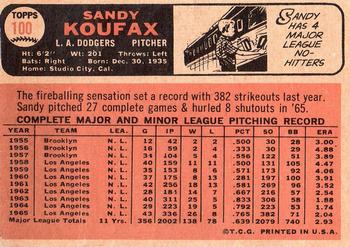 TOPPS
100
SANDY
KOUFAX
L. A. DODGERS PITCHER
Ht: 6'2" Wt: 201 Throws: Left
Bats: Right Born: Dec. 30, 1935
Home: Studio City, Cal.
SANDY
HAS 4
MAJOR
LEAGUE
NO-
HITTERS
The fireballing sensation set a record with 382 strikeouts last year.
Sandy pitched 27 complete games & hurled 8 shutouts in '65.
COMPLETE MAJOR AND MINOR LEAGUE PITCHING RECORD
YEAR TEAM LEA. G IP W L PCT SO BB ERA
1955 Brooklyn N. L. 12 42 2 2 .500 30 28 3.00
1956 Brooklyn N. L. 16 59 2 4 .333 30 29 4.88
1957 Brooklyn N. L. 34 104 5 4 .556 122 51 3.89
1958 Los Angeles N. L. 40 159 11 11 .500 131 105 4.47
1959 Los Angeles N. L. 35 153 8 6 .571 173 92 4.06
1960 Los Angeles N. L. 37 175 8 13 .381 197 100 3.91
1961 Los Angeles N. L. 42 256 18 13 .581 269 96 3.52
1962 Los Angeles N. L. 28 184 14 7 .667 216 57 2.54
1963 Los Angeles N. L. 40 311 25 5 .833 306 58 1.88
1964 Los Angeles N. L. 29 223 19 5 .792 223 53 1.74
1965 Los Angeles N. L. 43 336 26 8 .765 382 71 2.04
Major League Totals 11 Yrs. 356 2002 138 78 .639 2079 740 2.93
©T.C.G. PRINTED IN U.S.A.